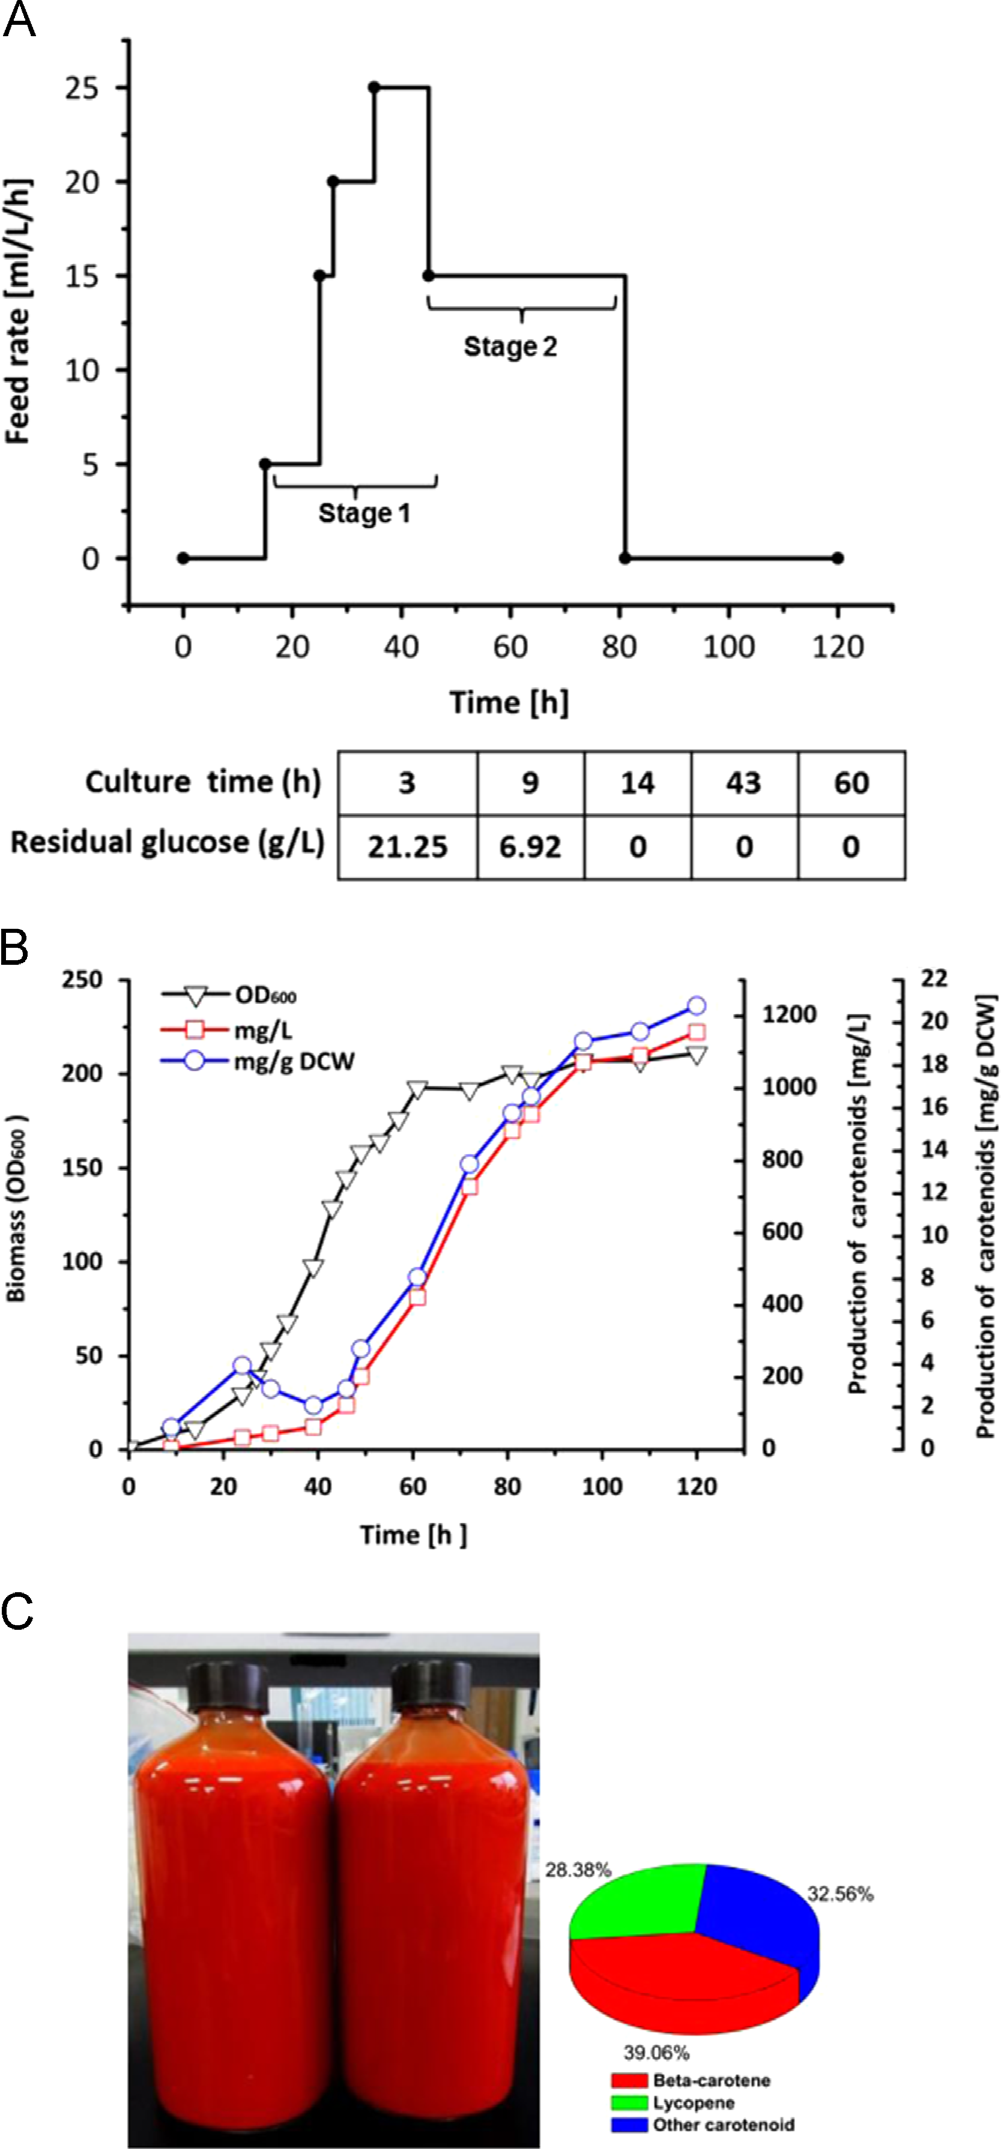 A
Feed rate [ml/L/h]
25
20
15
10
5
0
Stage 2
Stage 1
0 20 40 60 80 100 120
Time [h]
Culture time (h) 3 9 14 43 60
Residual glucose (g/L) 21.25 6.92 0 0 0
B
Biomass (OD600 )
250
200
150
100
50
0
OD600
mg/L
mg/g DCW
1200
1000
800
600
400
200
0
Production of carotenoids [mg/L]
22
20
18
16
14
12
10
8
6
4
2
0
Production of carotenoids [mg/g DCW]
0 20 40 60 80 100 120
Time [h ]
C
28.38%
32.56%
39.06%
Beta-carotene
Lycopene
Other carotenoid